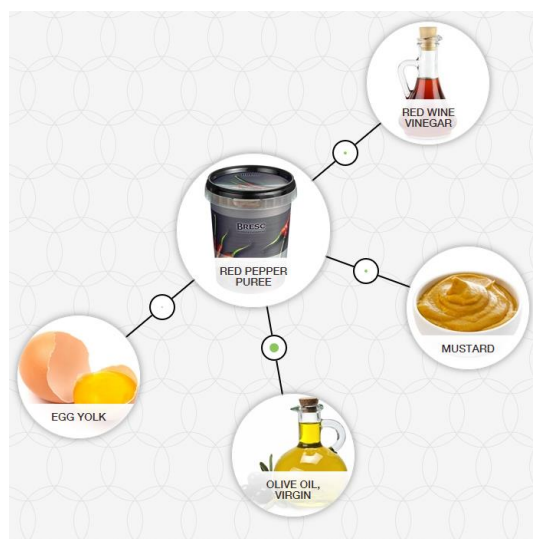 RED WINE
VINEGAR
BRESC
RED PEPPER
PUREE
MUSTARD
EGG YOLK
OLIVE OIL,
VIRGIN